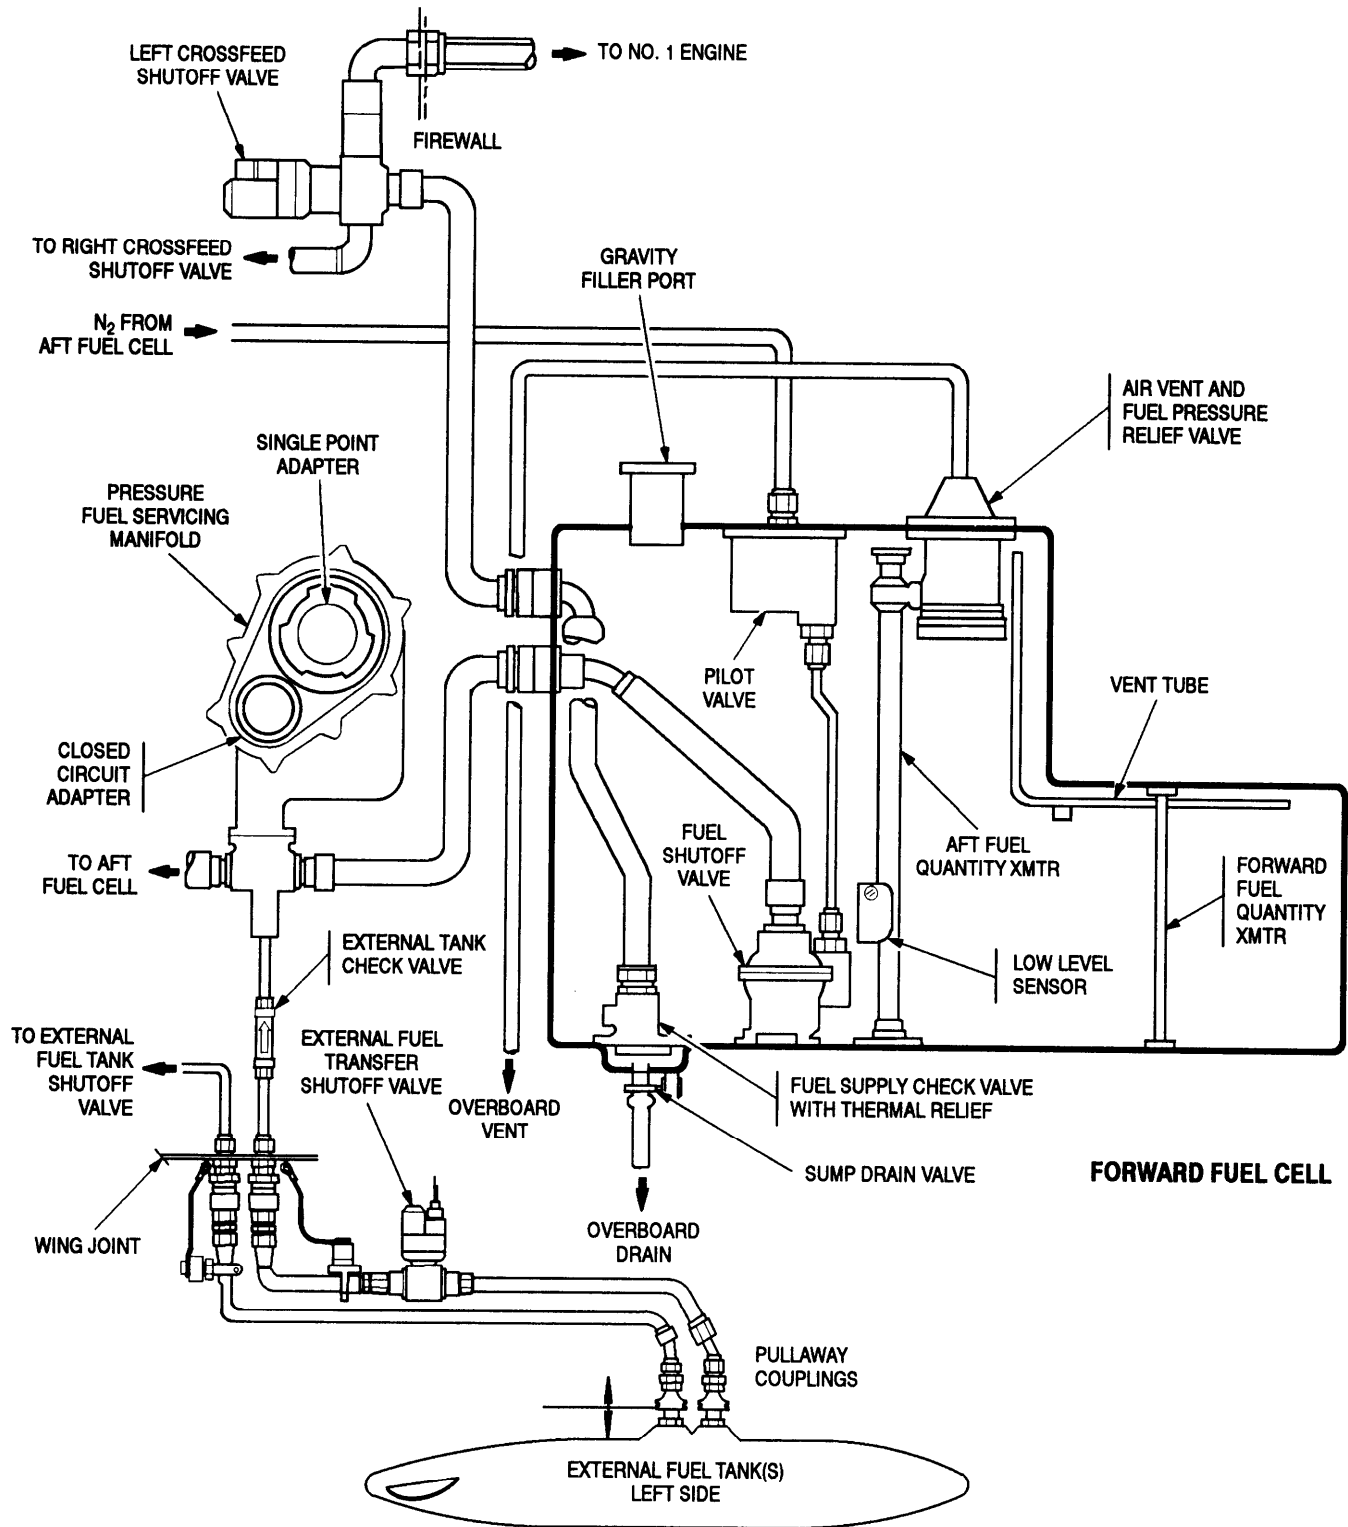 LEFT CROSSFEED
SHUTOFF VALVE
TO NO. 1 ENGINE
FIREWALL
TO RIGHT CROSSFEED
SHUTOFF VALVE
GRAVITY
FILLER PORT
N₂ FROM
AFT FUEL CELL
AIR VENT AND
FUEL PRESSURE
RELIEF VALVE
SINGLE POINT
ADAPTER
PRESSURE
FUEL SERVICING
MANIFOLD
PILOT
VALVE
VENT TUBE
CLOSED
CIRCUIT
ADAPTER
FUEL
SHUTOFF
VALVE
AFT FUEL
QUANTITY XMTR
TO AFT
FUEL CELL
FORWARD
FUEL
QUANTITY
XMTR
EXTERNAL TANK
CHECK VALVE
LOW LEVEL
SENSOR
TO EXTERNAL
FUEL TANK
SHUTOFF
VALVE
EXTERNAL FUEL
TRANSFER
SHUTOFF VALVE
OVERBOARD
VENT
FUEL SUPPLY CHECK VALVE
WITH THERMAL RELIEF
SUMP DRAIN VALVE
FORWARD FUEL CELL
WING JOINT
OVERBOARD
DRAIN
PULLAWAY
COUPLINGS
EXTERNAL FUEL TANK(S)
LEFT SIDE